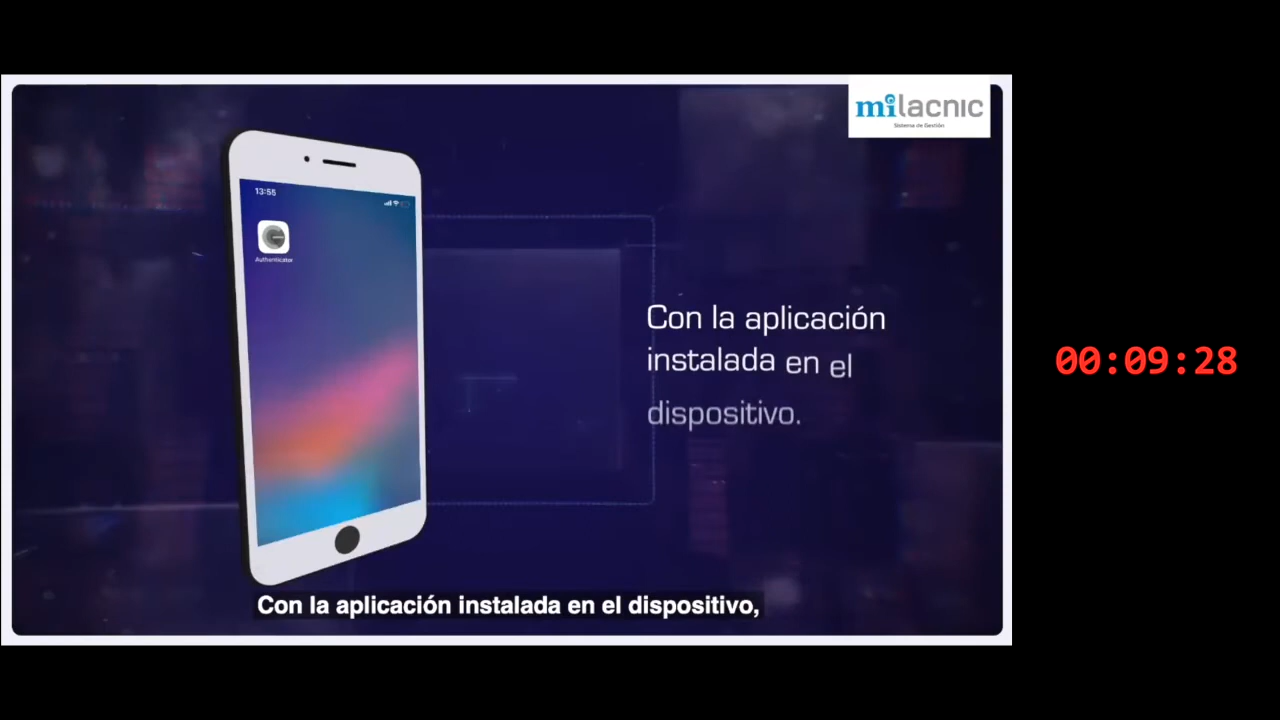 milacnic
Sistema de Gestión
13:55
Authenticator
Con la aplicación
instalada en el
dispositivo.
00:09:28
Con la aplicación instalada en el dispositivo,